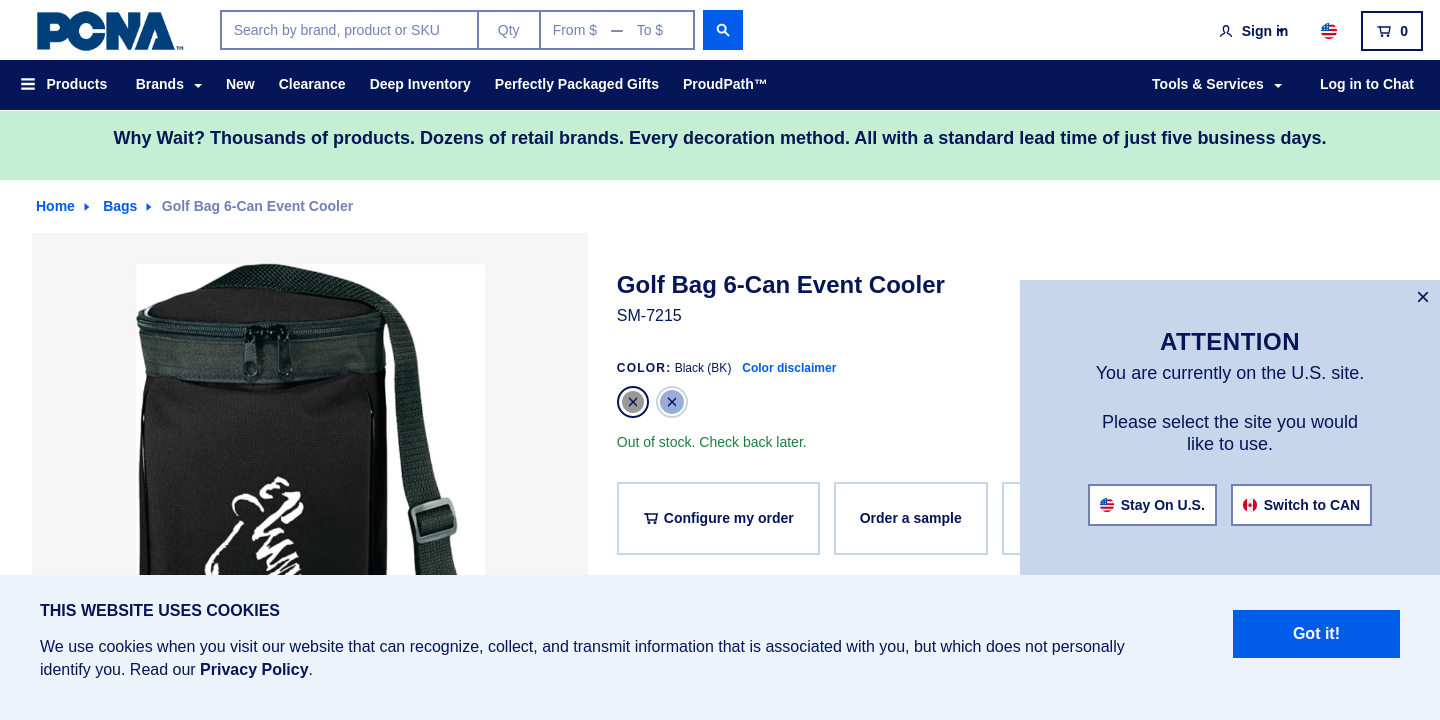 PCNA™
Search by brand, product or SKU
Qty
From $ — To $
Sign in
0
Products
Brands
New
Clearance
Deep Inventory
Perfectly Packaged Gifts
ProudPath™
Tools & Services
Log in to Chat
Why Wait? Thousands of products. Dozens of retail brands. Every decoration method. All with a standard lead time of just five business days.
Home
Bags
Golf Bag 6-Can Event Cooler
Golf Bag 6-Can Event Cooler
SM-7215
COLOR: Black (BK) Color disclaimer
Out of stock. Check back later.
Configure my order
Order a sample
ATTENTION
You are currently on the U.S. site.
Please select the site you would
like to use.
Stay On U.S.
Switch to CAN
THIS WEBSITE USES COOKIES
We use cookies when you visit our website that can recognize, collect, and transmit information that is associated with you, but which does not personally
identify you. Read our Privacy Policy.
Got it!